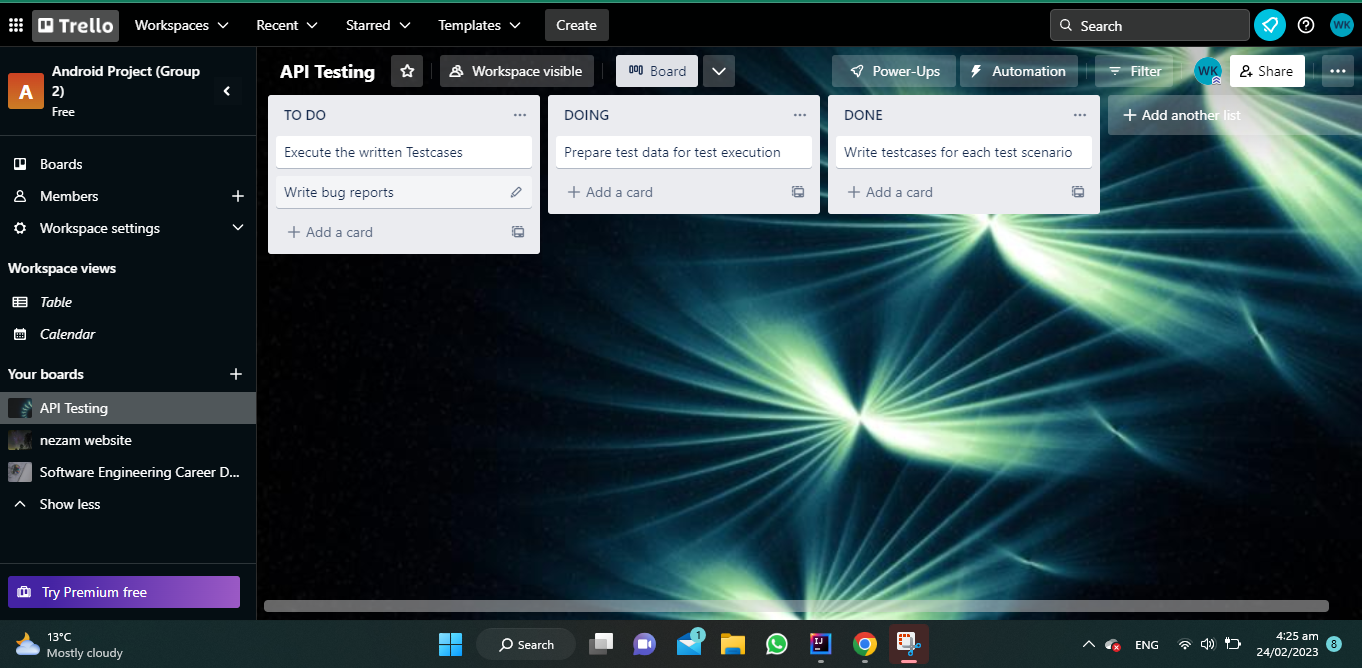 Trello
Workspaces
Recent
Starred
Templates
Create
Search
WK
A
Android Project (Group
2)
Free
Boards
Members
Workspace settings
Workspace views
Table
Calendar
Your boards
API Testing
nezam website
Software Engineering Career D...
Show less
Try Premium free
API Testing
Workspace visible
Board
Power-Ups
Automation
Filter
WK
Share
TO DO
Execute the written Testcases
Write bug reports
Add a card
DOING
Prepare test data for test execution
Add a card
DONE
Write testcases for each test scenario
Add a card
Add another list
13°C
Mostly cloudy
Search
1
IJ
ENG
4:25 am
24/02/2023
8